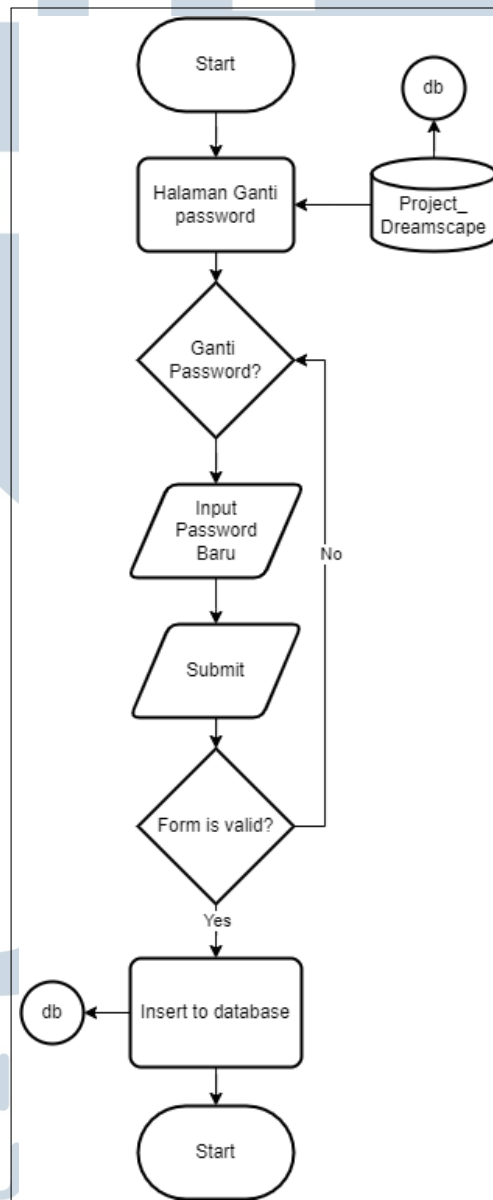 Start
db
Halaman Ganti
password
Project_
Dreamscape
Ganti
Password?
Input
Password
Baru
No
Submit
Form is valid?
Yes
db
Insert to database
Start